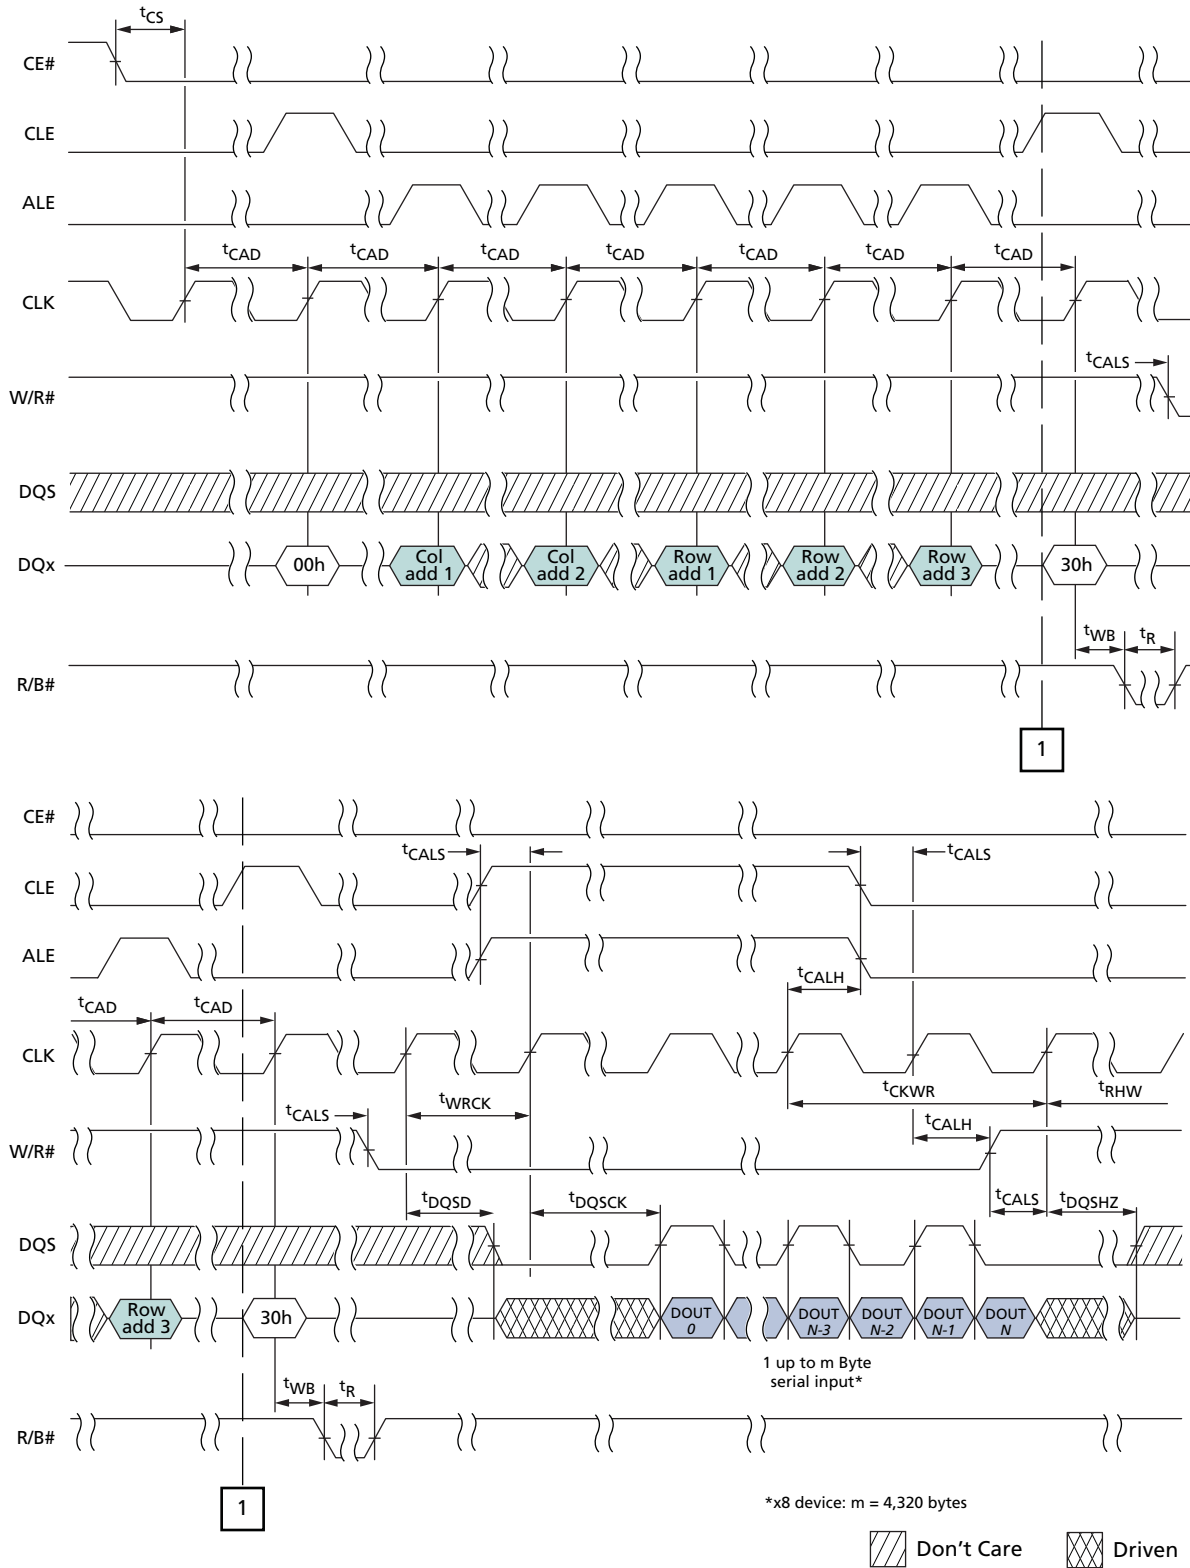 tCS
CE#
CLE
ALE
tCAD tCAD tCAD tCAD tCAD tCAD tCAD
CLK
tCALS
W/R#
DQS
DQx
00h
Col add 1
Col add 2
Row add 1
Row add 2
Row add 3
30h
tWB tR
R/B#
1
CE#
tCALS tCALS
CLE
ALE
tCALH
tCAD tCAD
CLK
tWRCK tCKWR tRHW
tCALS tCALH
W/R#
tDQSD tDQSCK tCALS tDQSHZ
DQS
DQx
Row add 3
30h
DOUT 0
DOUT N-3
DOUT N-2
DOUT N-1
DOUT N
1 up to m Byte
serial input*
tWB tR
R/B#
1
*x8 device: m = 4,320 bytes
Don't Care Driven